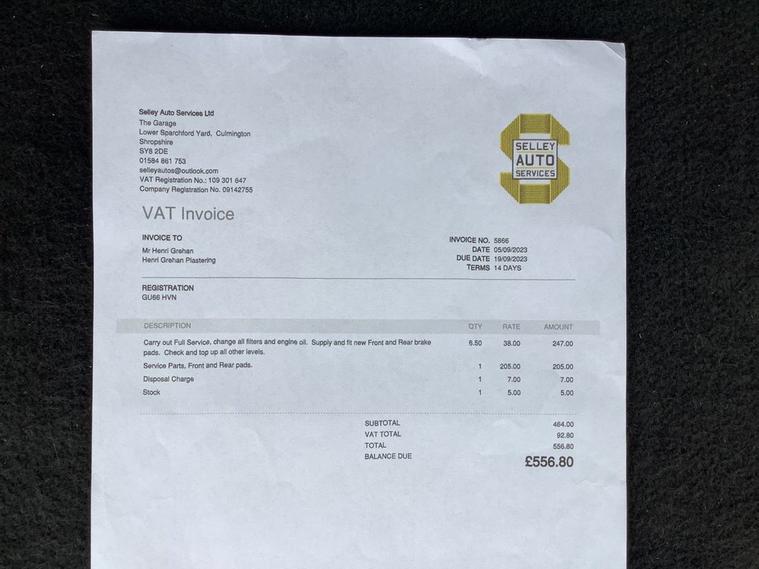 Selley Auto Services Ltd
The Garage
Lower Sparchford Yard, Culmington
Shropshire
SY8 2DE
01584 861 753
selleyautos@outlook.com
VAT Registration No.: 109 301 647
Company Registration No. 09142755
SELLEY
AUTO
SERVICES
VAT Invoice
INVOICE TO
Mr Henri Grehan
Henri Grehan Plastering
INVOICE NO. 5866
DATE 05/09/2023
DUE DATE 19/09/2023
TERMS 14 DAYS
REGISTRATION
GU66 HVN
DESCRIPTION QTY RATE AMOUNT
Carry out Full Service, change all filters and engine oil. Supply and fit new Front and Rear brake 6.50 38.00 247.00
pads. Check and top up all other levels.
Service Parts, Front and Rear pads. 1 205.00 205.00
Disposal Charge 1 7.00 7.00
Stock 1 5.00 5.00
SUBTOTAL 464.00
VAT TOTAL 92.80
TOTAL 556.80
BALANCE DUE £556.80